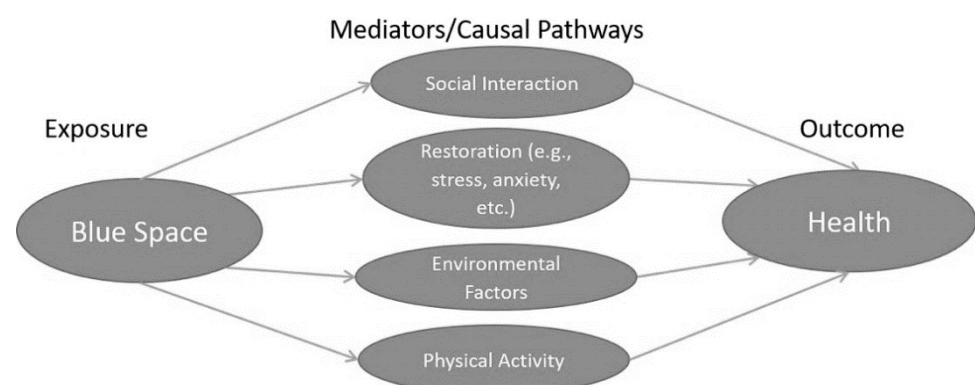 Mediators/Causal Pathways
Social Interaction
Exposure
Outcome
Restoration (e.g.,
stress, anxiety,
etc.)
Blue Space
Health
Environmental
Factors
Physical Activity